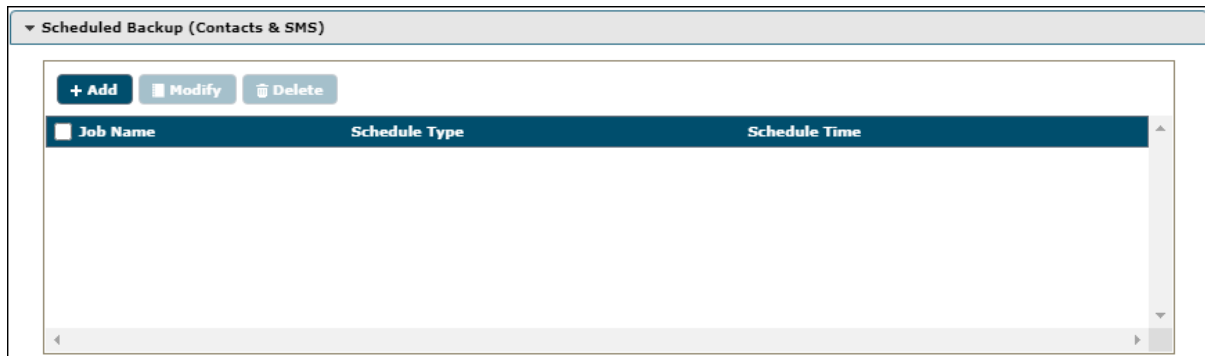 Scheduled Backup (Contacts & SMS)
+ Add Modify Delete
Job Name Schedule Type Schedule Time